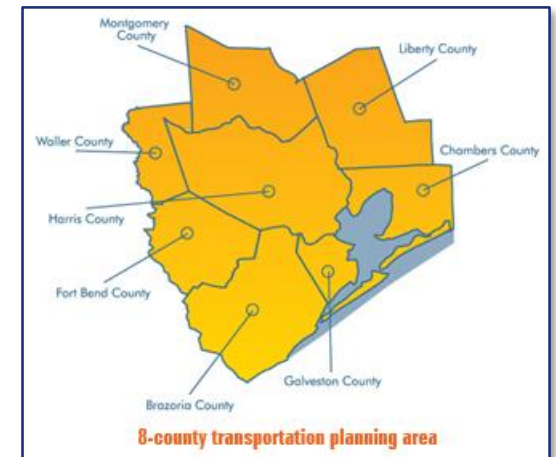 Montgomery
County
Liberty County
Waller County
Chambers County
Harris County
Fort Bend County
Galveston County
Brazoria County
8-county transportation planning area